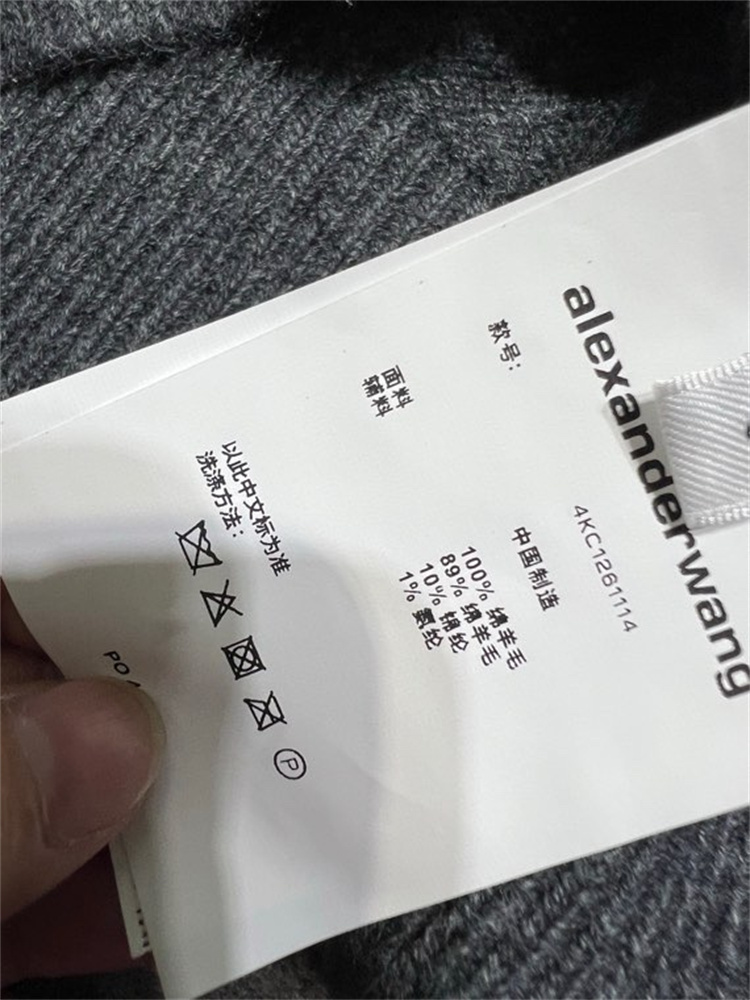 alexanderwang
款号:
4KC1261114
中国制造
面料
100% 绵羊毛
辅料
89% 绵羊毛
10% 锦纶
1% 氨纶
以此中文标为准
洗涤方法:
P
PO